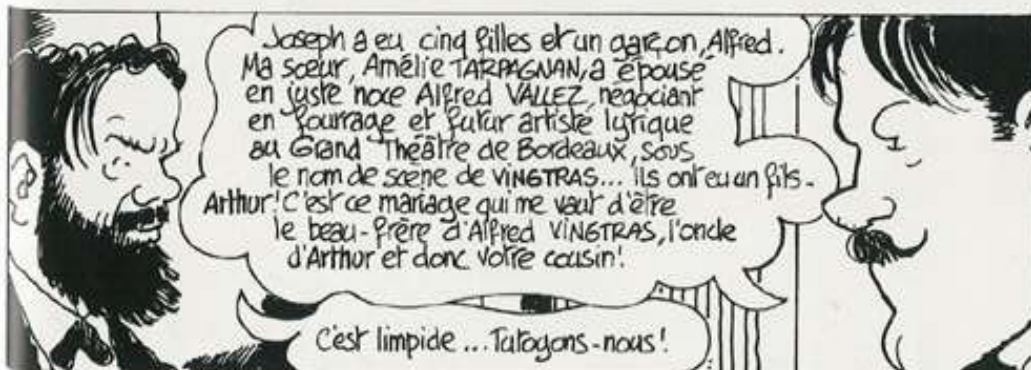 Joseph a eu cinq filles et un garçon, Alfred.
Ma sœur, Amélie TARPAGNAN, a épousé
en juste noce Alfred VALLEZ, négociant
en fourrage et futur artiste lyrique
au Grand Théâtre de Bordeaux, sous
le nom de scene de VINGTRAS... ils ont eu un fils -
Arthur! C'est ce mariage qui me vaut d'être
le beau-frère d'Alfred VINGTRAS, l'oncle
d'Arthur et donc votre cousin!
C'est limpide... Tutoyons-nous!